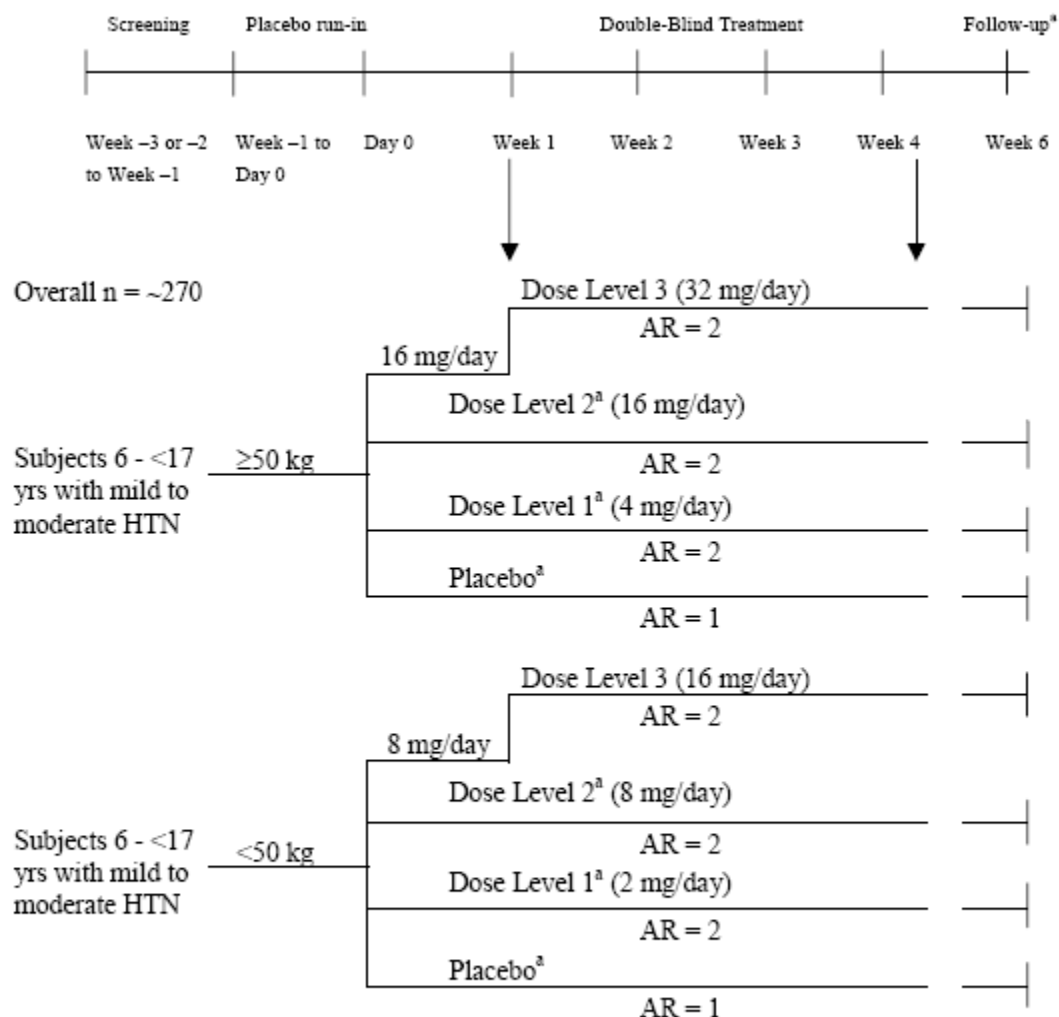 Screening Placebo run-in Double-Blind Treatment Follow-upª
Week –3 or –2 Week –1 to Day 0 Week 1 Week 2 Week 3 Week 4 Week 6
to Week –1 Day 0
Overall n = ~270
Dose Level 3 (32 mg/day)
AR = 2
16 mg/day
Dose Level 2ª (16 mg/day)
AR = 2
Subjects 6 - <17
yrs with mild to
moderate HTN
≥50 kg
Dose Level 1ª (4 mg/day)
AR = 2
Placeboª
AR = 1
Dose Level 3 (16 mg/day)
AR = 2
8 mg/day
Dose Level 2ª (8 mg/day)
AR = 2
Subjects 6 - <17
yrs with mild to
moderate HTN
<50 kg
Dose Level 1ª (2 mg/day)
AR = 2
Placeboª
AR = 1